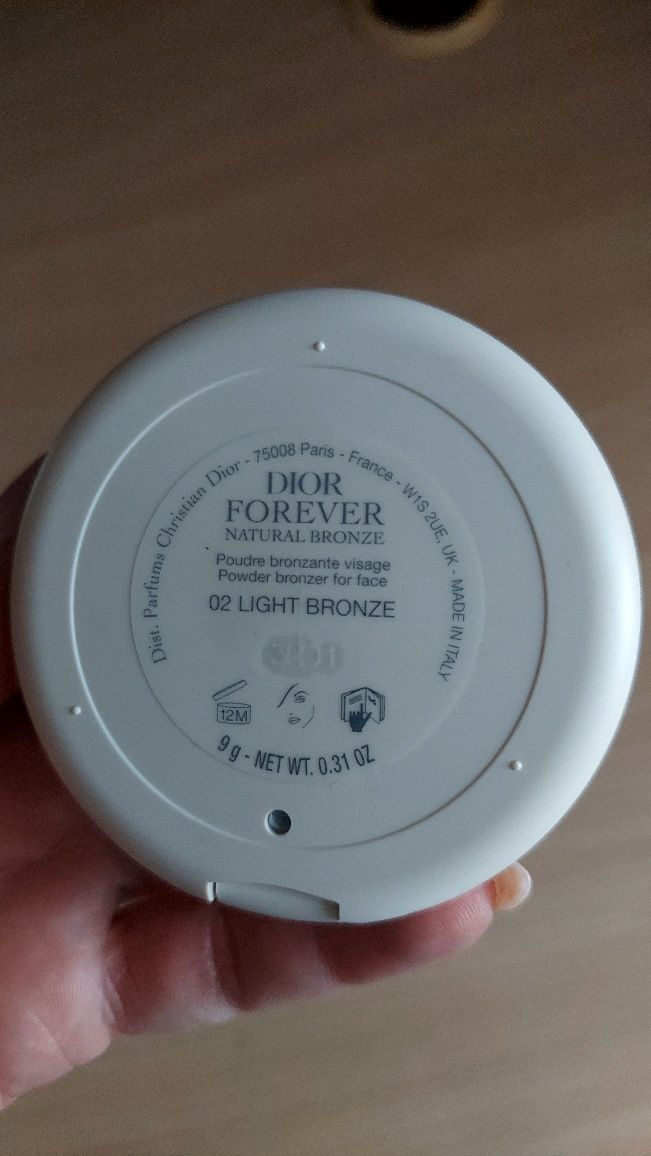 Dist. Parfums Christian Dior - 75008 Paris - France - W1S 2UE, UK - MADE IN ITALY
DIOR
FOREVER
NATURAL BRONZE
Poudre bronzante visage
Powder bronzer for face
02 LIGHT BRONZE
12M
9 g - NET WT. 0.31 OZ